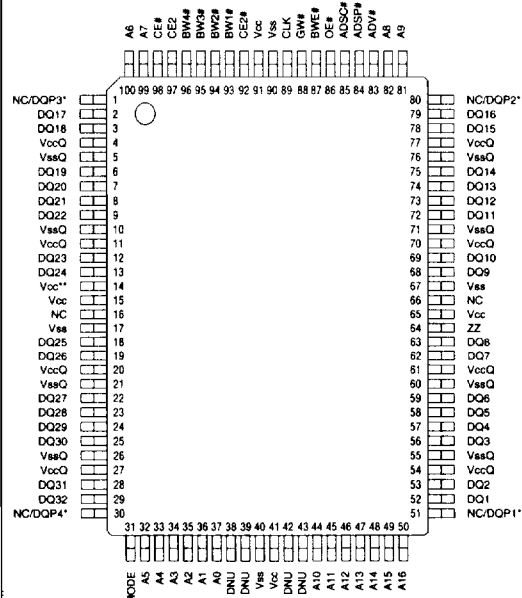 A6 A7 CE# CE2 BW4# BW3# BW2# BW1# CE2# Vcc Vss CLK GW# BWE# OE# ADSC# ADSP# ADV# A8 A9
100 99 98 97 96 95 94 93 92 91 90 89 88 87 86 85 84 83 82 81
NC/DQP3* 1 80 NC/DQP2*
DQ17 2 79 DQ16
DQ18 3 78 DQ15
VccQ 4 77 VccQ
VssQ 5 76 VssQ
DQ19 6 75 DQ14
DQ20 7 74 DQ13
DQ21 8 73 DQ12
DQ22 9 72 DQ11
VssQ 10 71 VssQ
VccQ 11 70 VccQ
DQ23 12 69 DQ10
DQ24 13 68 DQ9
Vcc** 14 67 Vss
Vcc 15 66 NC
NC 16 65 Vcc
Vss 17 64 ZZ
DQ25 18 63 DQ8
DQ26 19 62 DQ7
VccQ 20 61 VccQ
VssQ 21 60 VssQ
DQ27 22 59 DQ6
DQ28 23 58 DQ5
DQ29 24 57 DQ4
DQ30 25 56 DQ3
VssQ 26 55 VssQ
VccQ 27 54 VccQ
DQ31 28 53 DQ2
DQ32 29 52 DQ1
NC/DQP4* 30 51 NC/DQP1*
31 32 33 34 35 36 37 38 39 40 41 42 43 44 45 46 47 48 49 50
MODE A5 A4 A3 A2 A1 A0 DNU DNU Vss Vcc DNU DNU A10 A11 A12 A13 A14 A15 A16